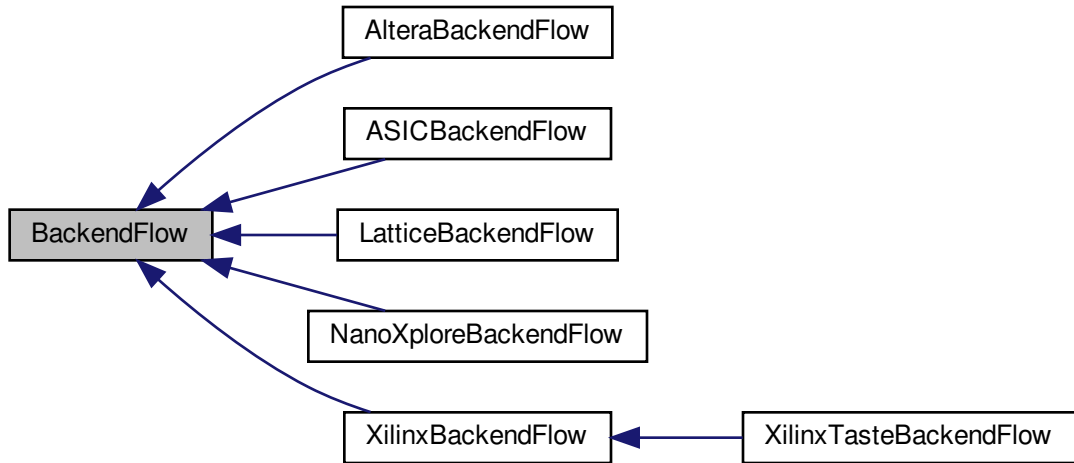 AlteraBackendFlow
ASICBackendFlow
BackendFlow
LatticeBackendFlow
NanoXploreBackendFlow
XilinxBackendFlow
XilinxTasteBackendFlow